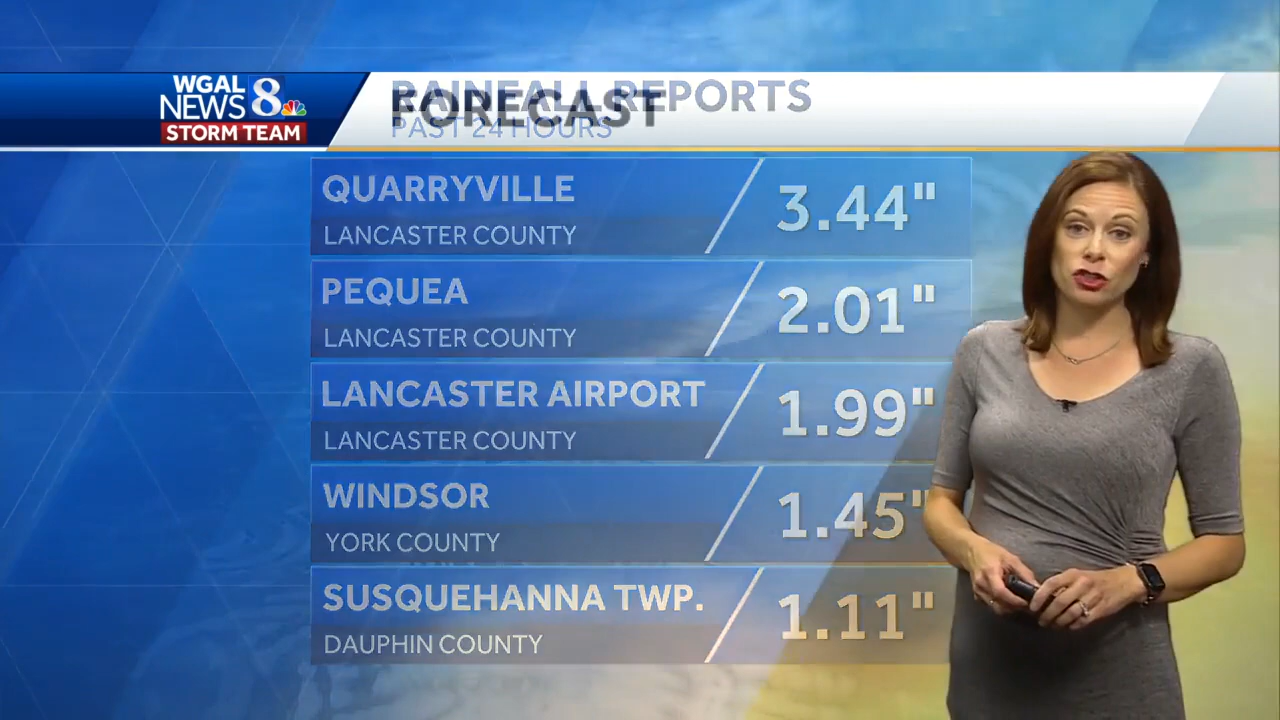 WGAL
NEWS 8
STORM TEAM
RAINFALL REPORTS
FORECAST
PAST 24 HOURS
QUARRYVILLE
LANCASTER COUNTY
3.44"
PEQUEA
LANCASTER COUNTY
2.01"
LANCASTER AIRPORT
LANCASTER COUNTY
1.99"
WINDSOR
YORK COUNTY
1.45"
SUSQUEHANNA TWP.
DAUPHIN COUNTY
1.11"